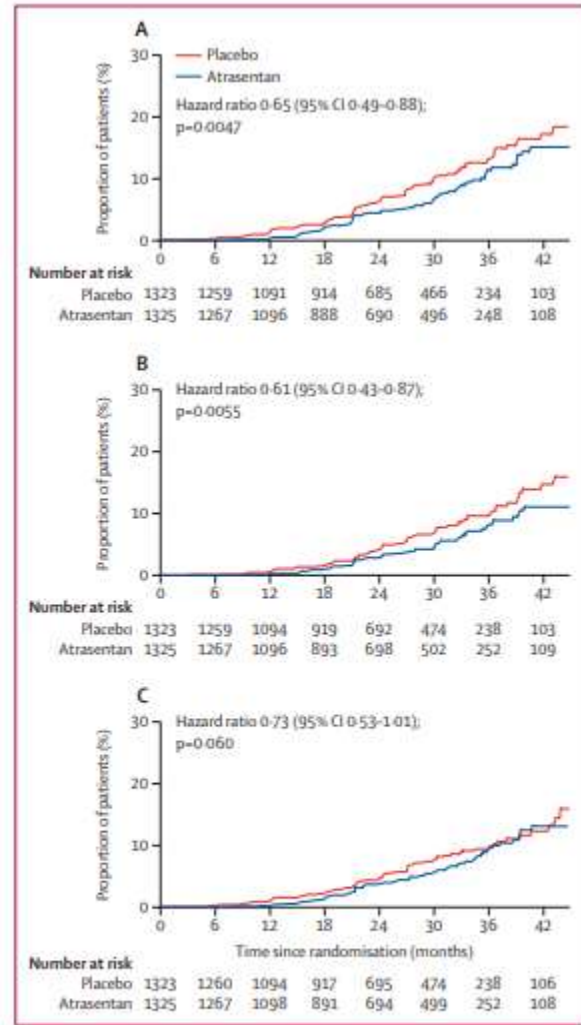 A
Placebo
Atrasentan
Hazard ratio 0·65 (95% CI 0·49–0·88);
p=0·0047
Proportion of patients (%)
30
20
10
0
0 6 12 18 24 30 36 42
Number at risk
Placebo 1323 1259 1091 914 685 466 234 103
Atrasentan 1325 1267 1096 888 690 496 248 108
B
Hazard ratio 0·61 (95% CI 0·43–0·87);
p=0·0055
Proportion of patients (%)
30
20
10
0
0 6 12 18 24 30 36 42
Number at risk
Placebo 1323 1259 1094 919 692 474 238 103
Atrasentan 1325 1267 1096 893 698 502 252 109
C
Hazard ratio 0·73 (95% CI 0·53–1·01);
p=0·060
Proportion of patients (%)
30
20
10
0
0 6 12 18 24 30 36 42
Time since randomisation (months)
Number at risk
Placebo 1323 1260 1094 917 695 474 238 106
Atrasentan 1325 1267 1098 891 694 499 252 108